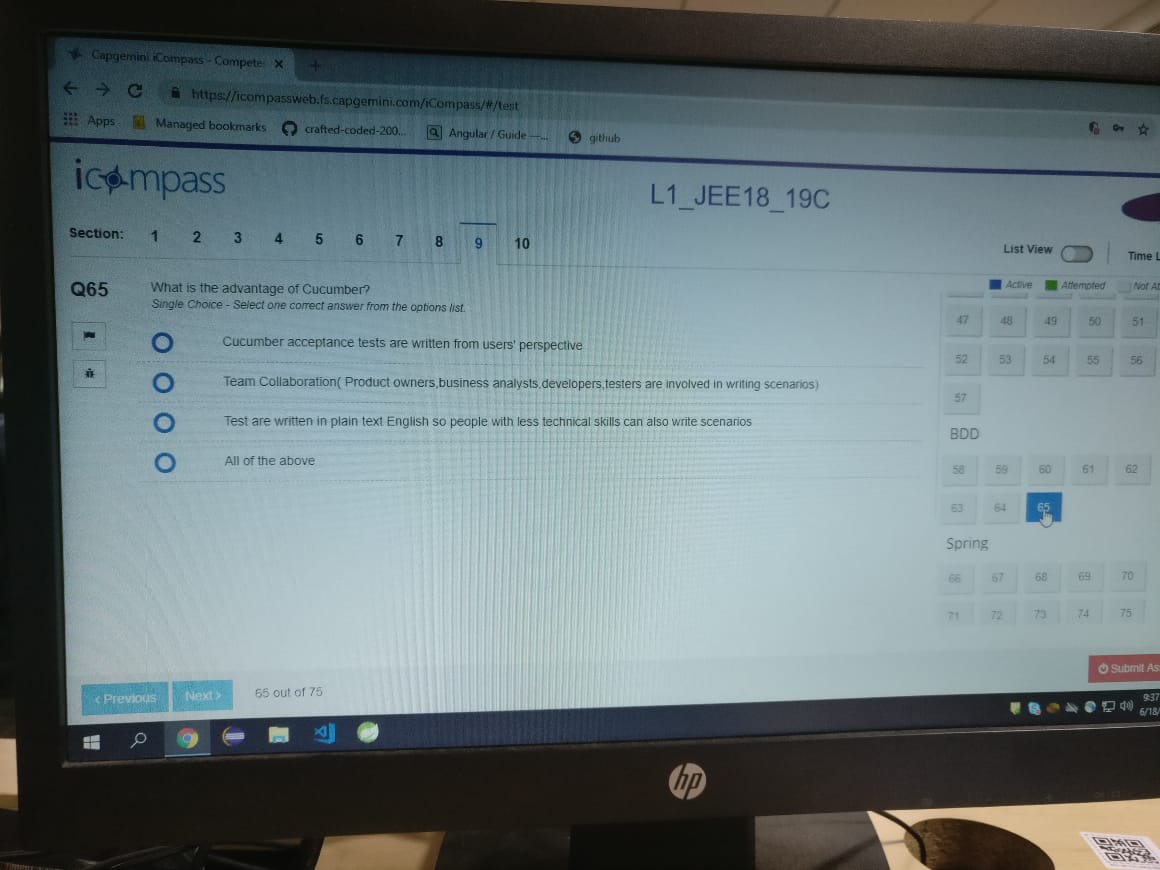 Capgemini iCompass - Compete
https://icompassweb.fs.capgemini.com/iCompass/#/test
Apps Managed bookmarks crafted-coded-200... Angular / Guide —... github
icompass
L1_JEE18_19C
Section: 1 2 3 4 5 6 7 8 9 10
List View
Time L
Active Attempted Not At
Q65 What is the advantage of Cucumber?
Single Choice - Select one correct answer from the options list.
Cucumber acceptance tests are written from users' perspective
Team Collaboration( Product owners,business analysts,developers,testers are involved in writing scenarios)
Test are written in plain text English so people with less technical skills can also write scenarios
All of the above
47 48 49 50 51
52 53 54 55 56
57
BDD
58 59 60 61 62
63 64 65
Spring
66 67 68 69 70
71 72 73 74 75
Submit As
< Previous Next > 65 out of 75
9:37
6/18/
hp